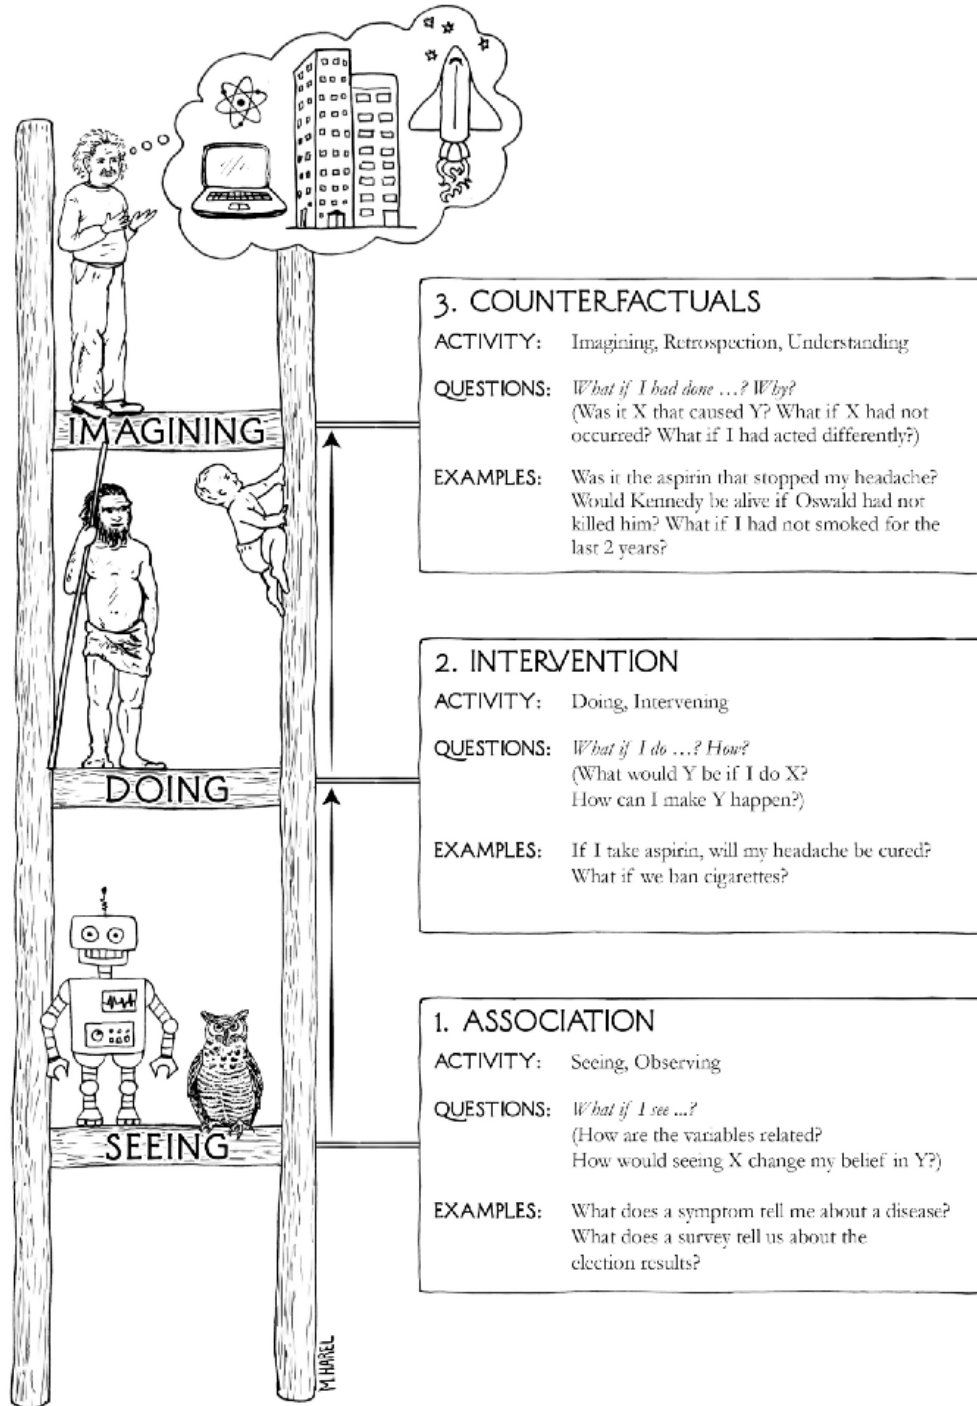 IMAGINING
3. COUNTERFACTUALS
ACTIVITY: Imagining, Retrospection, Understanding
QUESTIONS: What if I had done ...? Why?
(Was it X that caused Y? What if X had not
occurred? What if I had acted differently?)
EXAMPLES: Was it the aspirin that stopped my headache?
Would Kennedy be alive if Oswald had not
killed him? What if I had not smoked for the
last 2 years?
DOING
2. INTERVENTION
ACTIVITY: Doing, Intervening
QUESTIONS: What if I do ...? How?
(What would Y be if I do X?
How can I make Y happen?)
EXAMPLES: If I take aspirin, will my headache be cured?
What if we ban cigarettes?
SEEING
1. ASSOCIATION
ACTIVITY: Seeing, Observing
QUESTIONS: What if I see ...?
(How are the variables related?
How would seeing X change my belief in Y?)
EXAMPLES: What does a symptom tell me about a disease?
What does a survey tell us about the
election results?
M.HAREL